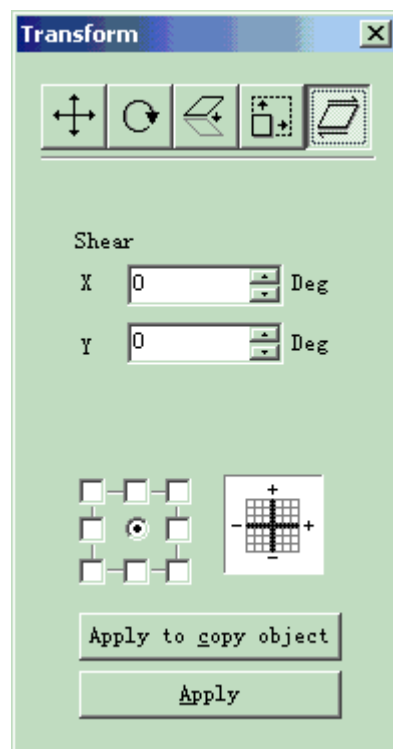 Transform
Shear
X 0 Deg
Y 0 Deg
+
- +
-
Apply to copy object
Apply